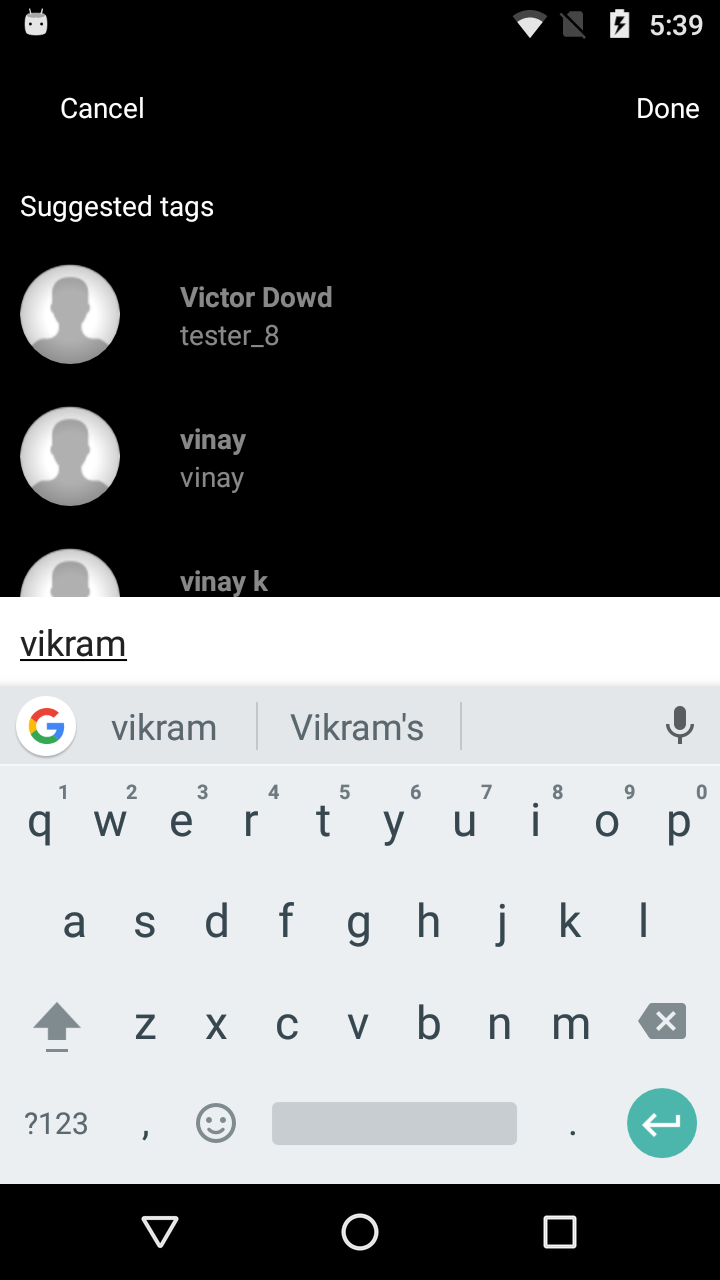 5:39
Cancel
Done
Suggested tags
Victor Dowd
tester_8
vinay
vinay
vinay k
vikram
vikram
Vikram's
1 2 3 4 5 6 7 8 9 0
q w e r t y u i o p
a s d f g h j k l
z x c v b n m
?123 , .